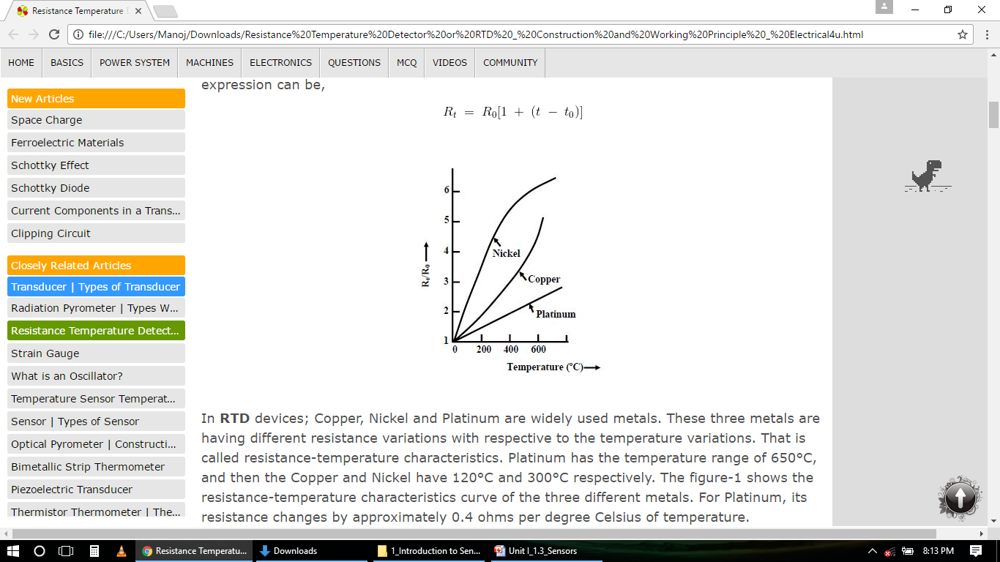 Resistance Temperature D
file:///C:/Users/Manoj/Downloads/Resistance%20Temperature%20Detector%20or%20RTD%20_%20Construction%20and%20Working%20Principle%20_%20Electrical4u.html
HOME BASICS POWER SYSTEM MACHINES ELECTRONICS QUESTIONS MCQ VIDEOS COMMUNITY
New Articles
Space Charge
Ferroelectric Materials
Schottky Effect
Schottky Diode
Current Components in a Trans...
Clipping Circuit
Closely Related Articles
Transducer | Types of Transducer
Radiation Pyrometer | Types W...
Resistance Temperature Detect...
Strain Gauge
What is an Oscillator?
Temperature Sensor Temperat...
Sensor | Types of Sensor
Optical Pyrometer | Constructi...
Bimetallic Strip Thermometer
Piezoelectric Transducer
Thermistor Thermometer | The...
expression can be,
Rₜ = R₀[1 + (t − t₀)]
6
5
4
3
2
1
Rₜ/R₀
Nickel
Copper
Platinum
0 200 400 600
Temperature (°C)
In RTD devices; Copper, Nickel and Platinum are widely used metals. These three metals are
having different resistance variations with respective to the temperature variations. That is
called resistance-temperature characteristics. Platinum has the temperature range of 650°C,
and then the Copper and Nickel have 120°C and 300°C respectively. The figure-1 shows the
resistance-temperature characteristics curve of the three different metals. For Platinum, its
resistance changes by approximately 0.4 ohms per degree Celsius of temperature.
Resistance Temperatu... Downloads 1_Introduction to Sen... Unit I_1.3_Sensors 8:13 PM